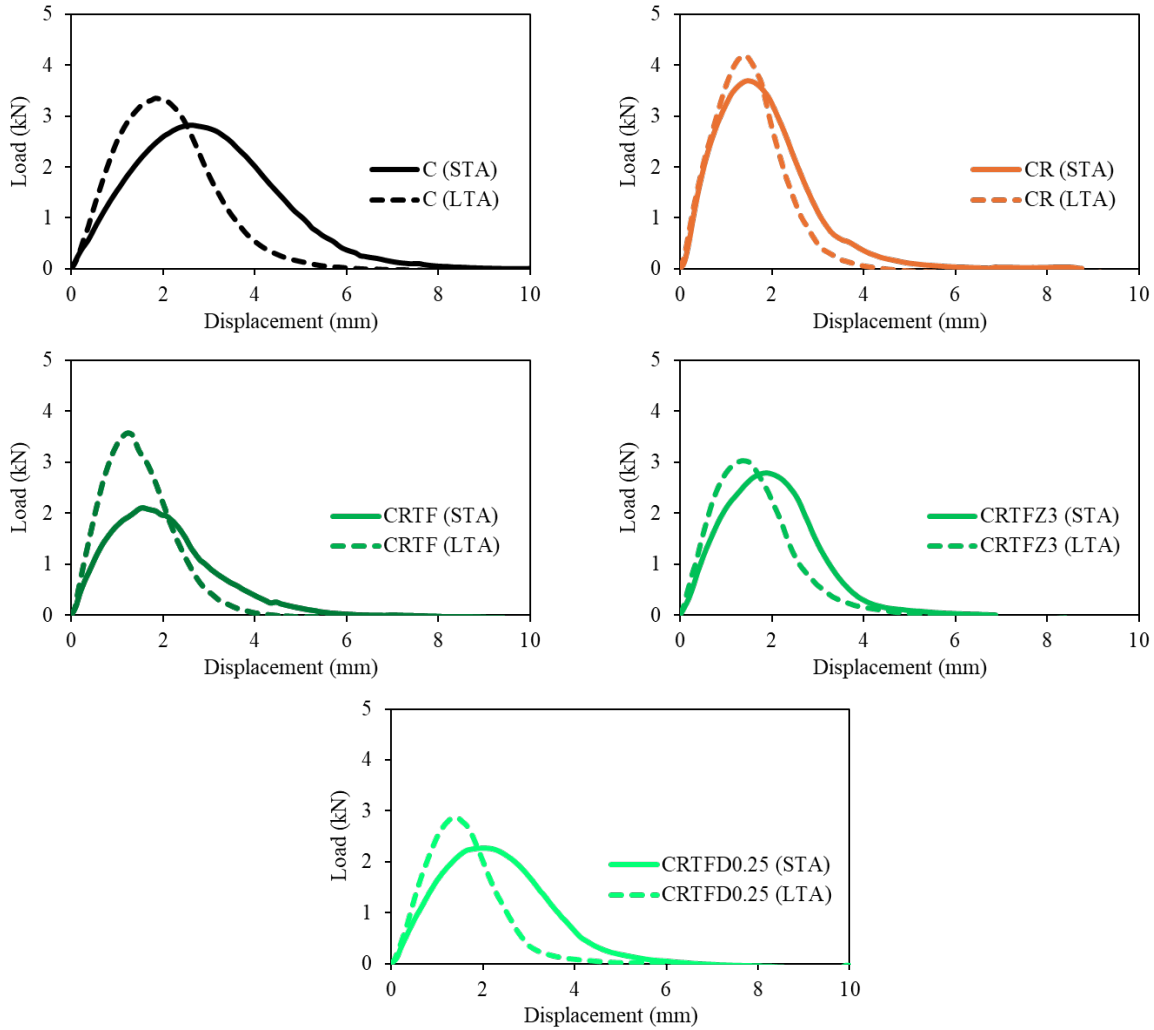 5
4
3
2
1
0
Load (kN)
C (STA)
C (LTA)
0 2 4 6 8 10
Displacement (mm)
5
4
3
2
1
0
Load (kN)
CR (STA)
CR (LTA)
0 2 4 6 8 10
Displacement (mm)
5
4
3
2
1
0
Load (kN)
CRTF (STA)
CRTF (LTA)
0 2 4 6 8 10
Displacement (mm)
5
4
3
2
1
0
Load (kN)
CRTFZ3 (STA)
CRTFZ3 (LTA)
0 2 4 6 8 10
Displacement (mm)
5
4
3
2
1
0
Load (kN)
CRTFD0.25 (STA)
CRTFD0.25 (LTA)
0 2 4 6 8 10
Displacement (mm)